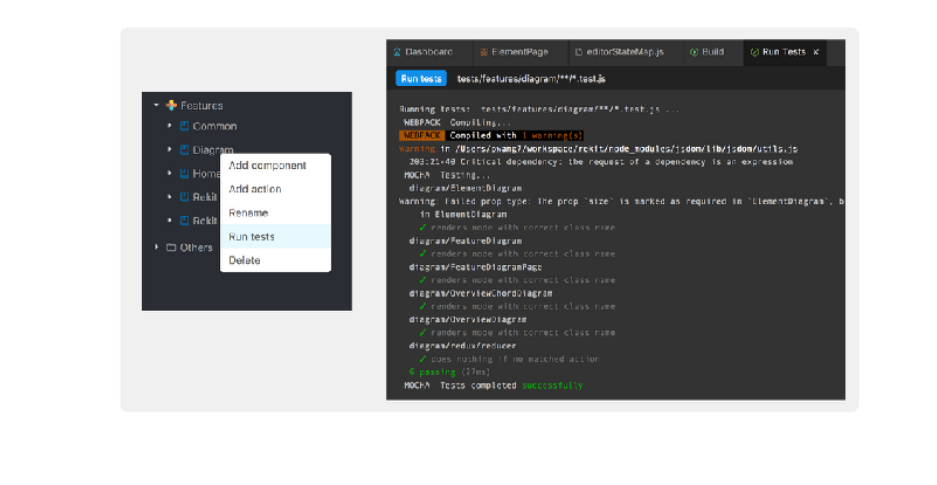 Features
Common
Diagram
Home
Rekit
Rekit
Others
Add component
Add action
Rename
Run tests
Delete
Dashboard
ElementPage
editorStateMap.js
Build
Run Tests ×
Run tests tests/features/diagram/**/*.test.js
Running tests: tests/features/diagram/**/*.test.js ...
WEBPACK Compiling...
WEBPACK Compiled with 1 warning(s)
Warning in /Users/pwang7/workspace/rekit/node_modules/jsdom/lib/jsdom/utils.js
203:21-40 Critical dependency: the request of a dependency is an expression
MOCHA Testing...
diagram/ElementDiagram
Warning: Failed prop type: The prop `size` is marked as required in `ElementDiagram`, b
in ElementDiagram
✓ renders node with correct class name
diagram/FeatureDiagram
✓ renders node with correct class name
diagram/FeatureDiagramPage
✓ renders node with correct class name
diagram/OverviewChordDiagram
✓ renders node with correct class name
diagram/OverviewDiagram
✓ renders node with correct class name
diagram/redux/reducer
✓ does nothing if no matched action
6 passing (27ms)
MOCHA Tests completed successfully